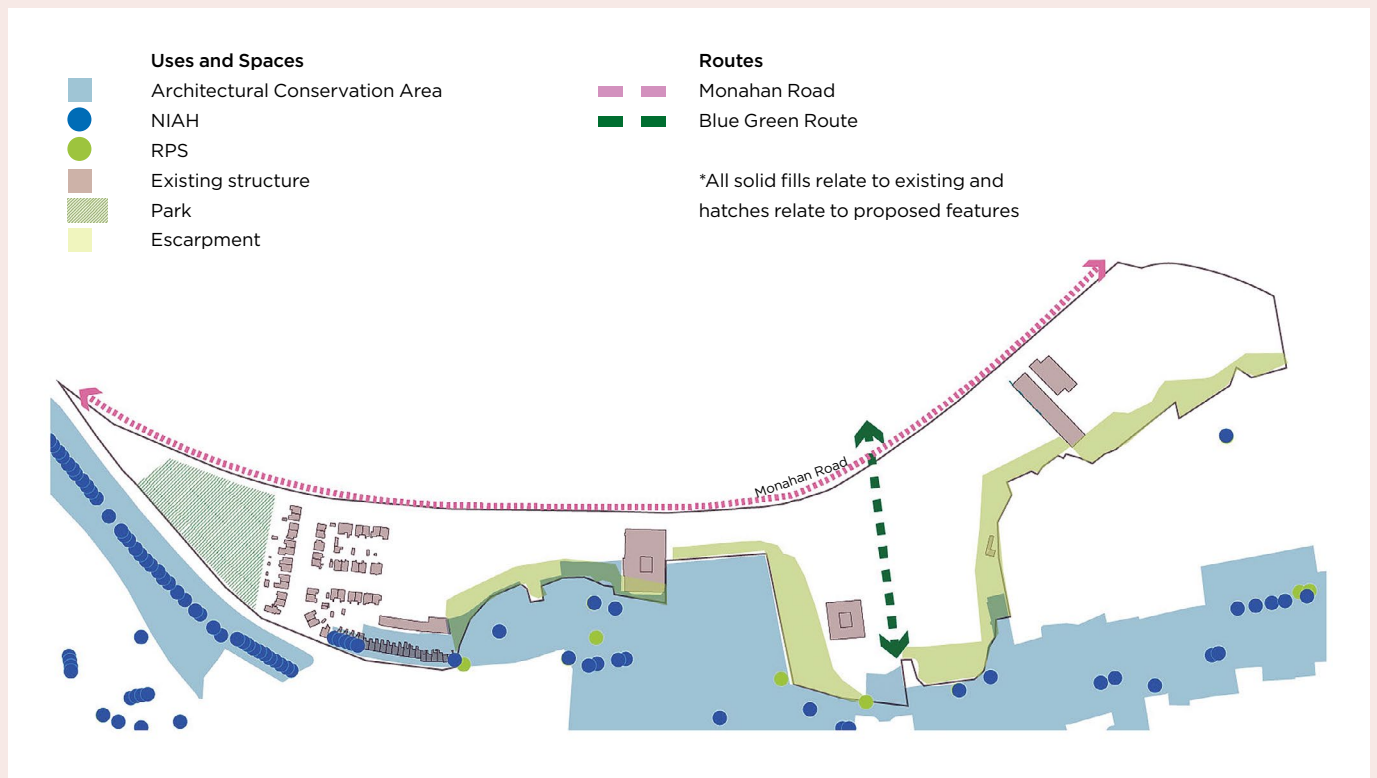 Uses and Spaces
Architectural Conservation Area
NIAH
RPS
Existing structure
Park
Escarpment
Routes
Monahan Road
Blue Green Route
*All solid fills relate to existing and
hatches relate to proposed features
Monahan Road